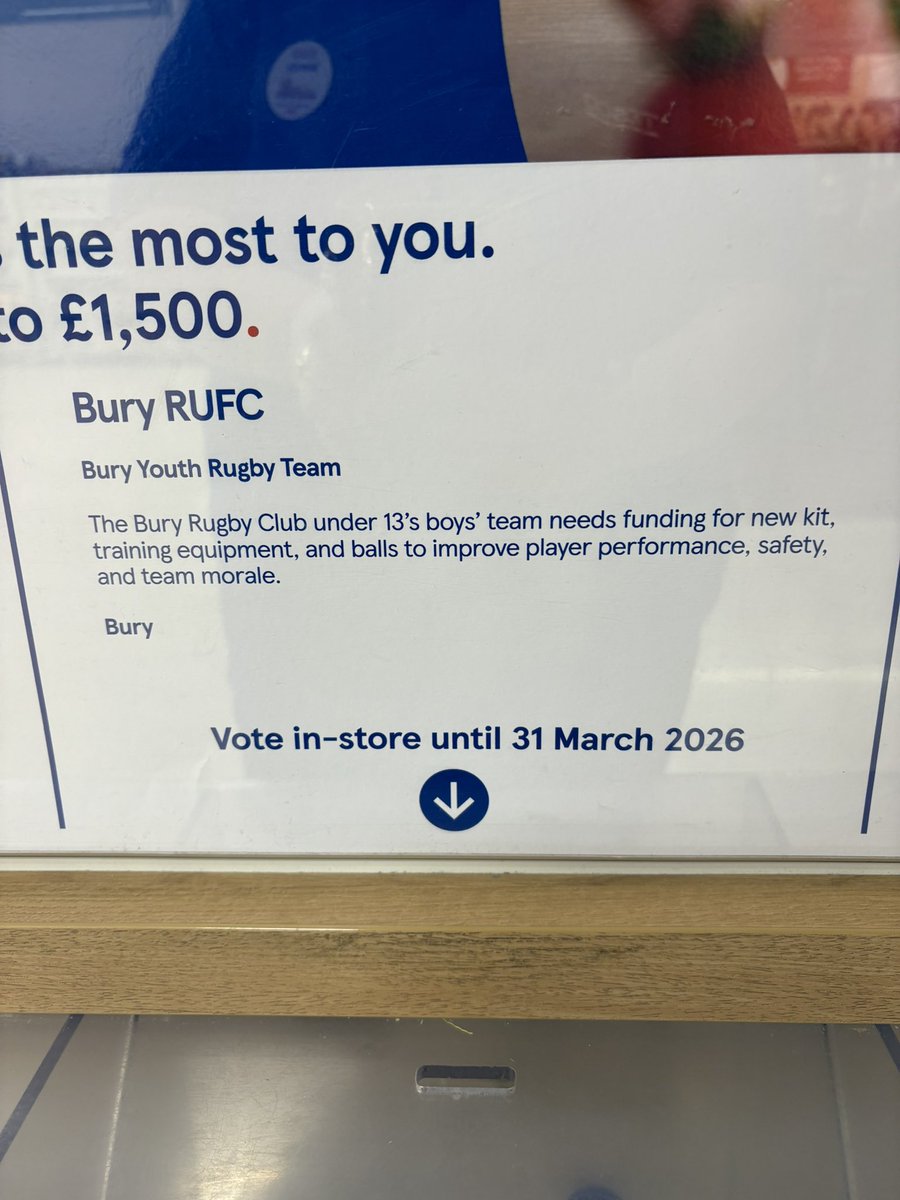 the most to you.
to £1,500.
Bury RUFC
Bury Youth Rugby Team
The Bury Rugby Club under 13's boys' team needs funding for new kit,
training equipment, and balls to improve player performance, safety,
and team morale.
Bury
Vote in-store until 31 March 2026